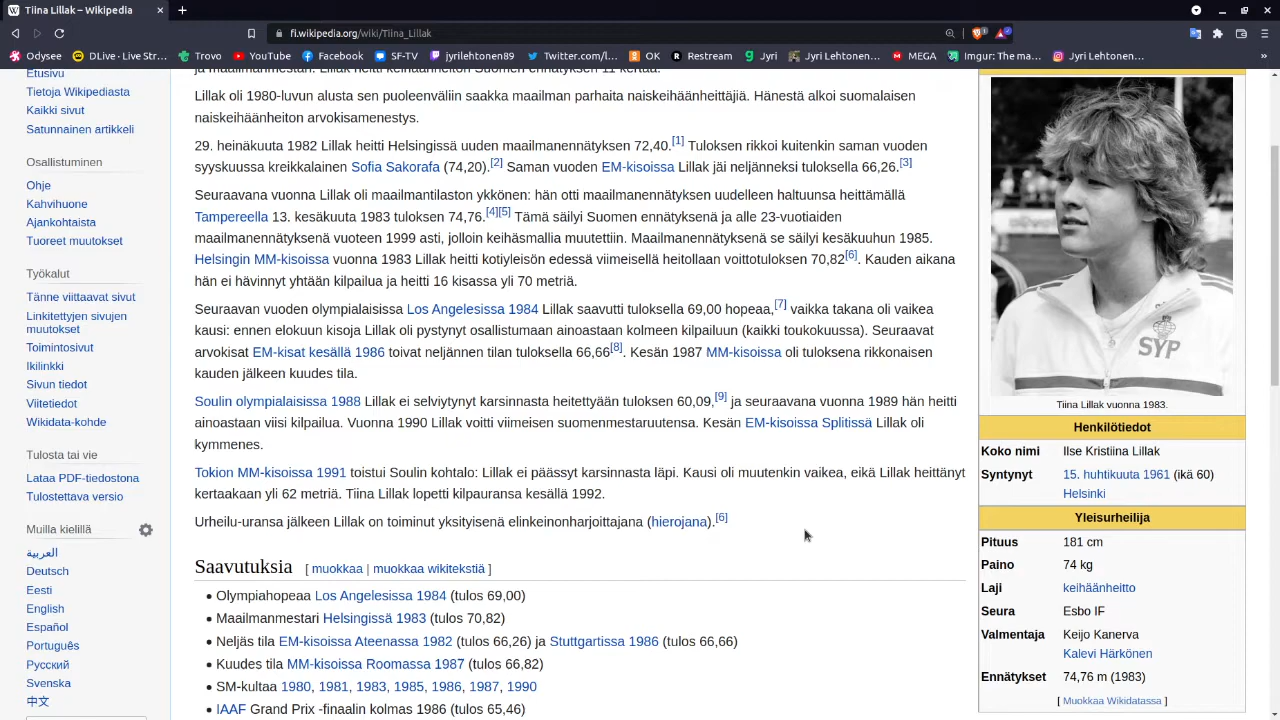 Tiina Lillak – Wikip
fi.wikipedia.org/wiki/Tiina_Lillak
Odysee
DLive · Live Str...
YouTube
Facebook
SF-TV
jyrilehtonen89
Twitter.com/l...
OK
Restream
Jyri
Jyri Lehtonen...
MEGA
Imgur: Jyri Lehtone...
Etusivu
Tietoja Wikipediasta
Kaikki sivut
Satunnainen artikkeli
Osallistuminen
Ohje
Kahvihuone
Ajankohtaista
Tuoreet muutokset
Työkalut
Tänne viittaavat sivut
Linkitettyjen sivujen
muutokset
Toimintosivut
Ikilinkki
Sivun tiedot
Viitetiedot
Wikidata-kohde
Tulosta tai vie
Lataa PDF-tiedostona
Tulostettava versio
Muilla kielillä
العربية
Deutsch
Eesti
English
Español
Português
Русский
Svenska
中文
ja maailmanmestari. Lillak heitti keihäänheiton Suomen ennätyksen 11 kertaa.
Lillak oli 1980-luvun alusta sen puoleenväliin saakka maailman parhaita naiskeihäänheittäjiä. Hänestä alkoi suomalaisen
naiskeihäänheiton arvokisamenestys.
29. heinäkuuta 1982 Lillak heitti Helsingissä uuden maailmanennätyksen 72,40.[1] Tuloksen rikkoi kuitenkin saman vuoden
syyskuussa kreikkalainen Sofia Sakorafa (74,20).[2] Saman vuoden EM-kisoissa Lillak jäi neljänneksi tuloksella 66,26.[3]
Seuraavana vuonna Lillak oli maailmantilaston ykkönen: hän otti maailmanennätyksen uudelleen haltuunsa heittämällä
Tampereella 13. kesäkuuta 1983 tuloksen 74,76.[4][5] Tämä säilyi Suomen ennätyksenä ja alle 23-vuotiaiden
maailmanennätyksenä vuoteen 1999 asti, jolloin keihäsmallia muutettiin. Maailmanennätyksenä se säilyi kesäkuuhun 1985.
Helsingin MM-kisoissa vuonna 1983 Lillak heitti kotiyleisön edessä viimeisellä heitollaan voittotuloksen 70,82[6]. Kauden aikana
hän ei hävinnyt yhtään kilpailua ja heitti 16 kisassa yli 70 metriä.
Seuraavan vuoden olympialaisissa Los Angelesissa 1984 Lillak saavutti tuloksella 69,00 hopeaa,[7] vaikka takana oli vaikea
kausi: ennen elokuun kisoja Lillak oli pystynyt osallistumaan ainoastaan kolmeen kilpailuun (kaikki toukokuussa). Seuraavat
arvokisat EM-kisat kesällä 1986 toivat neljännen tilan tuloksella 66,66[8]. Kesän 1987 MM-kisoissa oli tuloksena rikkonaisen
kauden jälkeen kuudes tila.
Soulin olympialaisissa 1988 Lillak ei selviytynyt karsinnasta heitettyään tuloksen 60,09,[9] ja seuraavana vuonna 1989 hän heitti
ainoastaan viisi kilpailua. Vuonna 1990 Lillak voitti viimeisen suomenmestaruutensa. Kesän EM-kisoissa Splitissä Lillak oli
kymmenes.
Tokion MM-kisoissa 1991 toistui Soulin kohtalo: Lillak ei päässyt karsinnasta läpi. Kausi oli muutenkin vaikea, eikä Lillak heittänyt
kertaakaan yli 62 metriä. Tiina Lillak lopetti kilpauransa kesällä 1992.
Urheilu-uransa jälkeen Lillak on toiminut yksityisenä elinkeinonharjoittajana (hieroja).[6]
Saavutuksia [ muokkaa | muokkaa wikitekstiä ]
• Olympiahopeaa Los Angelesissa 1984 (tulos 69,00)
• Maailmanmestari Helsingissä 1983 (tulos 70,82)
• Neljäs tila EM-kisoissa Ateenassa 1982 (tulos 66,26) ja Stuttgartissa 1986 (tulos 66,66)
• Kuudes tila MM-kisoissa Roomassa 1987 (tulos 66,82)
• SM-kultaa 1980, 1981, 1983, 1985, 1986, 1987, 1990
• IAAF Grand Prix -finaalin kolmas 1986 (tulos 65,46)
SYP
Tiina Lillak vuonna 1983.
Henkilötiedot
Koko nimi Ilse Kristiina Lillak
Syntynyt 15. huhtikuuta 1961 (ikä 60)
Helsinki
Yleisurheilija
Pituus 181 cm
Paino 74 kg
Laji keihäänheitto
Seura Esbo IF
Valmentaja Keijo Kanerva
Kalevi Härkönen
Ennätykset 74,76 m (1983)
[ Muokkaa Wikidatassa ]